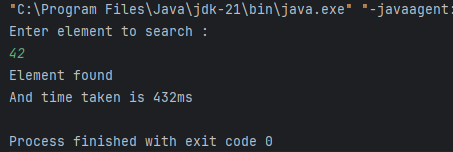 "C:\Program Files\Java\jdk-21\bin\java.exe" "-javaagent:
Enter element to search :
42
Element found
And time taken is 432ms
Process finished with exit code 0